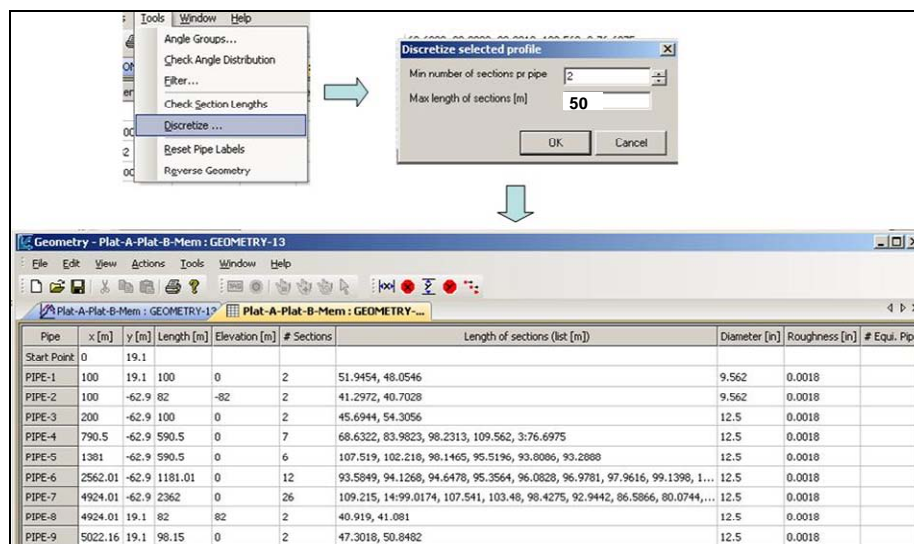 Tools Window Help
Angle Groups...
Check Angle Distribution
Filter...
Check Section Lengths
Discretize ...
Reset Pipe Labels
Reverse Geometry
Discretize selected profile
Min number of sections pr pipe 2
Max length of sections [m] 50
OK Cancel
Geometry - Plat-A-Plat-B-Mem : GEOMETRY-13
File Edit View Actions Tools Window Help
Plat-A-Plat-B-Mem : GEOMETRY-13 Plat-A-Plat-B-Mem : GEOMETRY-...
Pipe x [m] y [m] Length [m] Elevation [m] # Sections Length of sections (list [m]) Diameter [in] Roughness [in] # Equi. Pipe
Start Point 0 19.1
PIPE-1 100 19.1 100 0 2 51.9454, 48.0546 9.562 0.0018
PIPE-2 100 -62.9 82 -82 2 41.2972, 40.7028 9.562 0.0018
PIPE-3 200 -62.9 100 0 2 45.6944, 54.3056 12.5 0.0018
PIPE-4 790.5 -62.9 590.5 0 7 68.6322, 83.9823, 98.2313, 109.562, 3:76.6975 12.5 0.0018
PIPE-5 1381 -62.9 590.5 0 6 107.519, 102.218, 98.1465, 95.5196, 93.8086, 93.2888 12.5 0.0018
PIPE-6 2562.01 -62.9 1181.01 0 12 93.5849, 94.1268, 94.6478, 95.3564, 96.0828, 96.9781, 97.9616, 99.1398, 1... 12.5 0.0018
PIPE-7 4924.01 -62.9 2362 0 26 109.215, 14:99.0174, 107.541, 103.48, 98.4275, 92.9442, 86.5866, 80.0744,... 12.5 0.0018
PIPE-8 4924.01 19.1 82 82 2 40.919, 41.081 12.5 0.0018
PIPE-9 5022.16 19.1 98.15 0 2 47.3018, 50.8482 12.5 0.0018